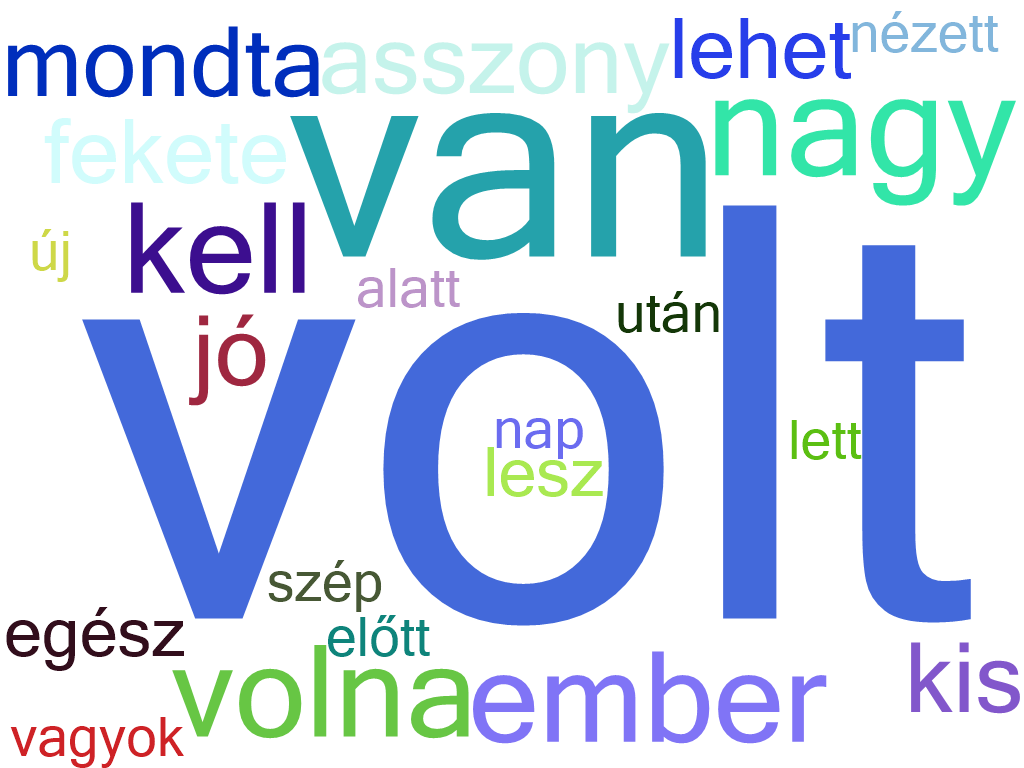 mondta
asszony
lehet
nézett
fekete
van
nagy
kell
új
alatt
jó
után
volt
nap
lesz
lett
szép
egész
előtt
volna
ember
kis
vagyok